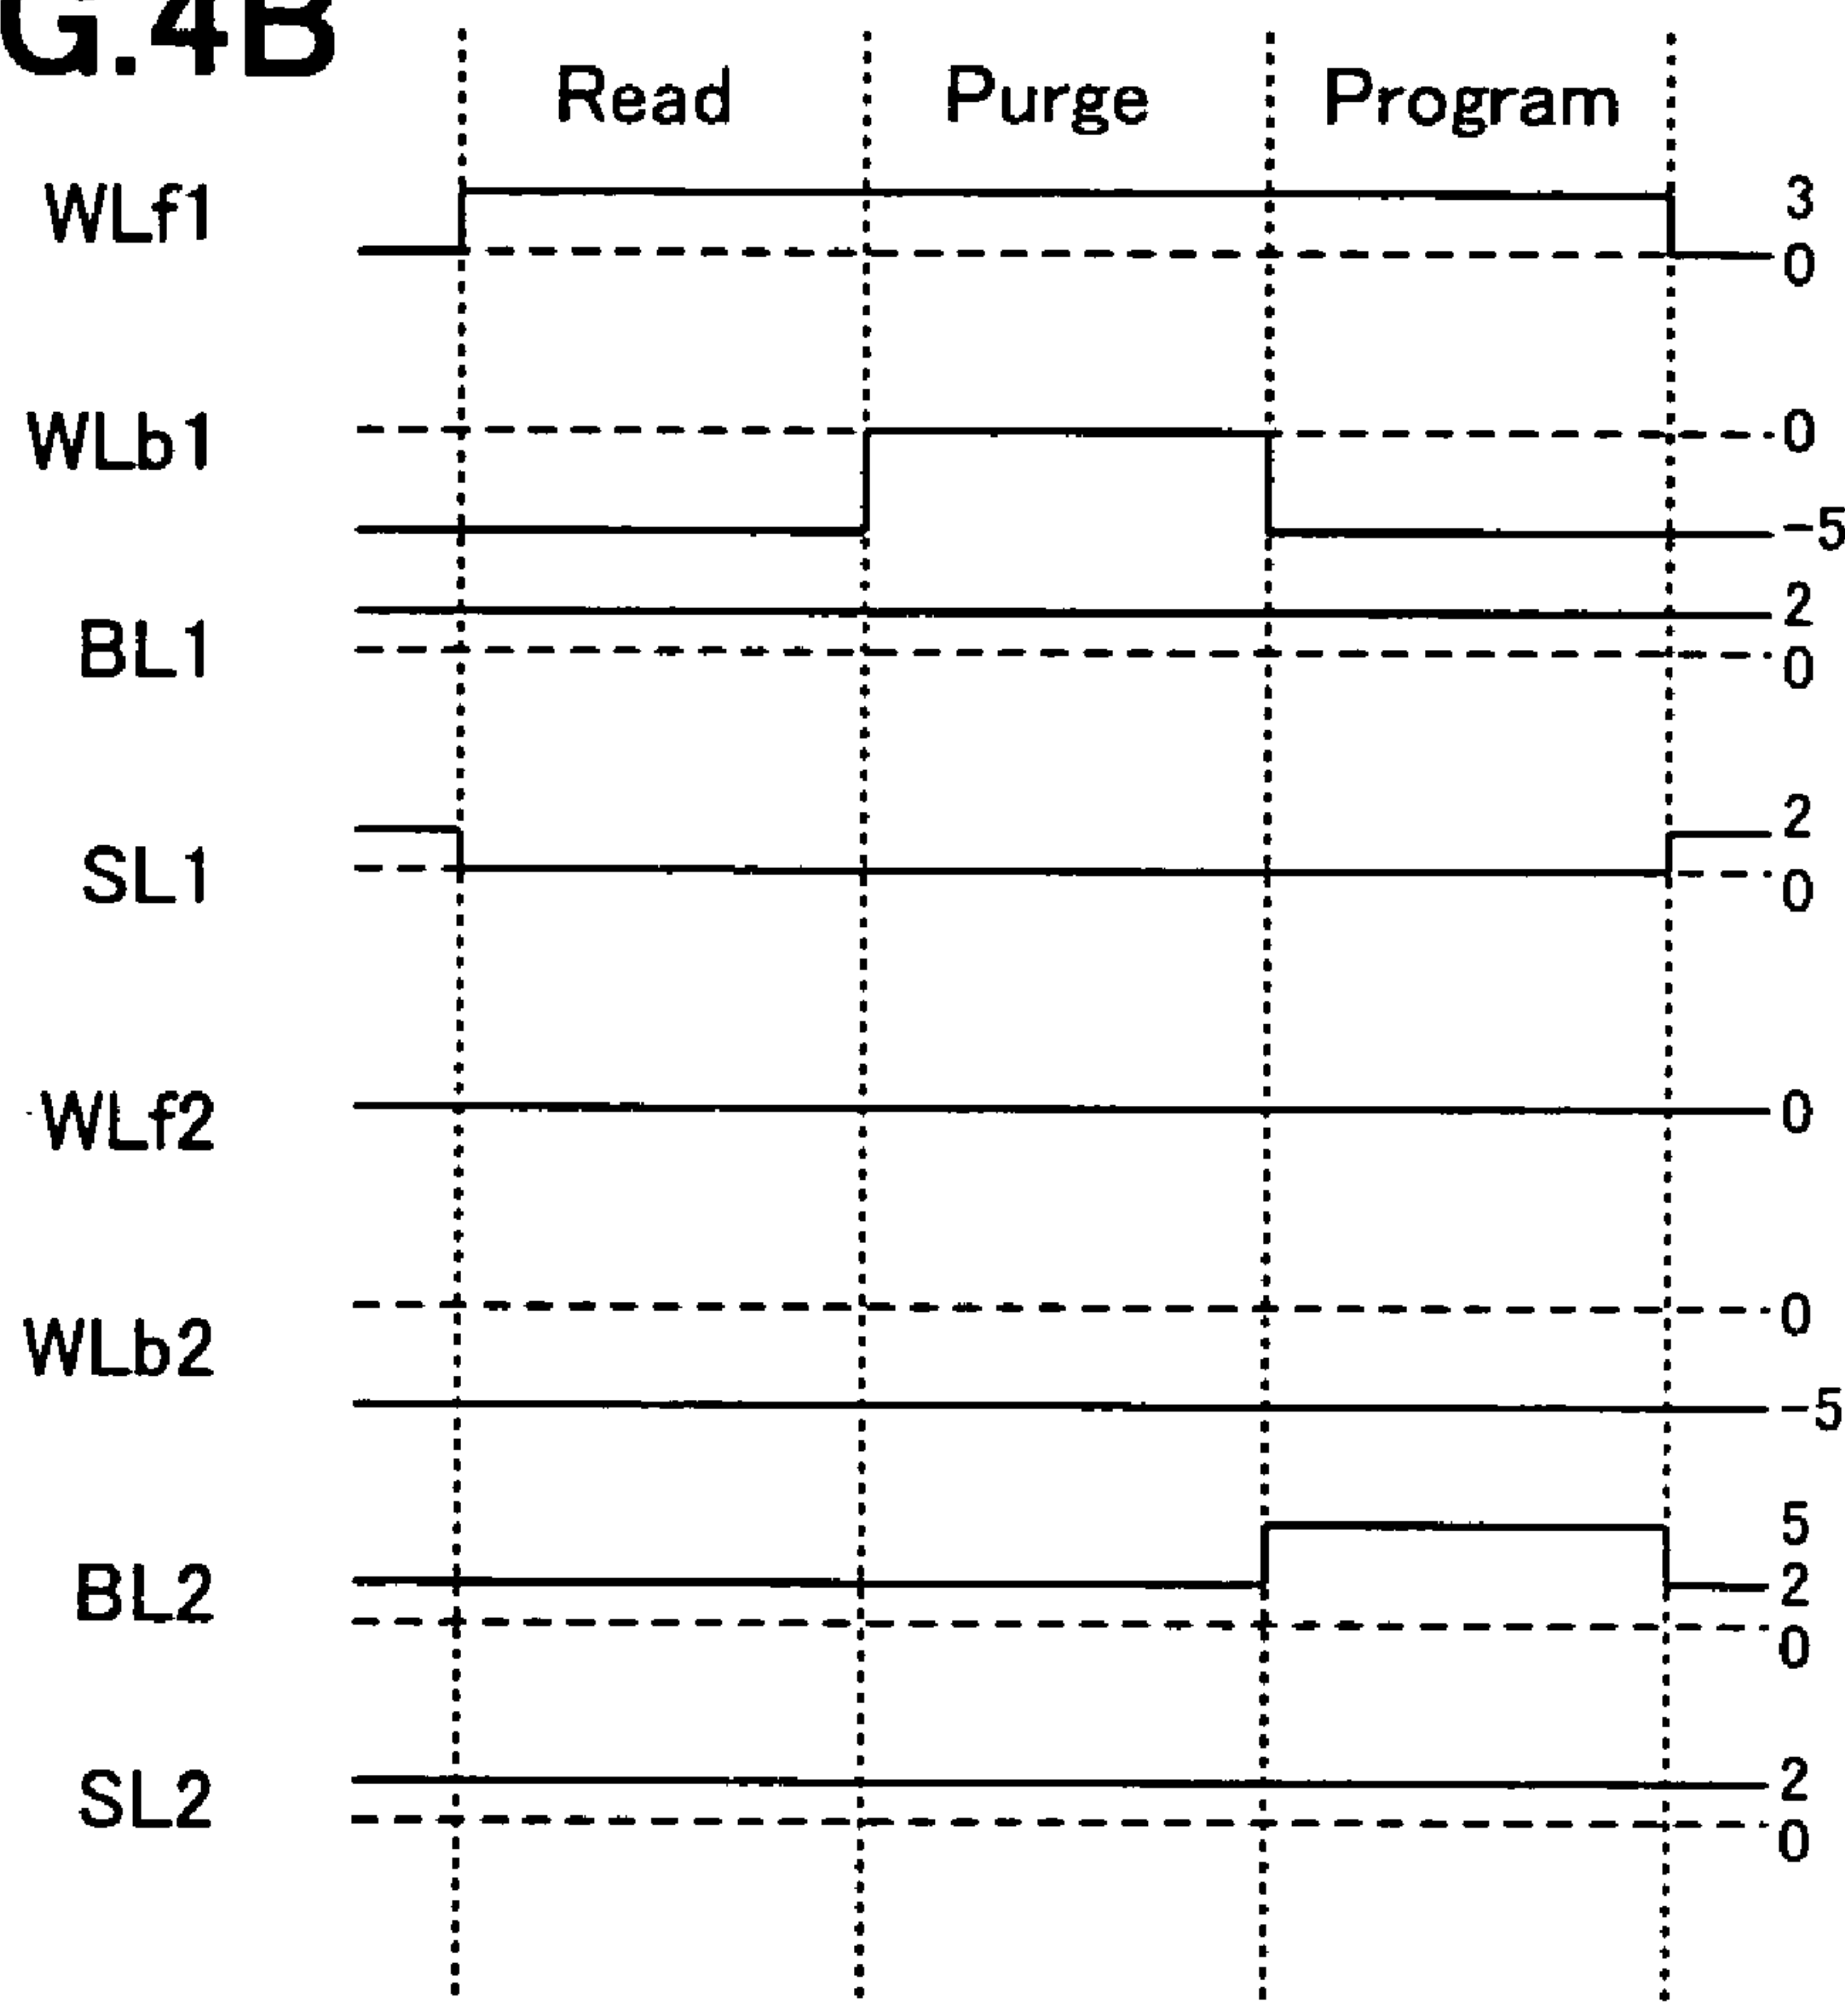 G.4B
Read Purge Program
WLf1 3
0
WLb1 0
-5
BL1 2
0
SL1 2
0
WLf2 0
WLb2 0
-5
BL2 5
2
0
SL2 2
0